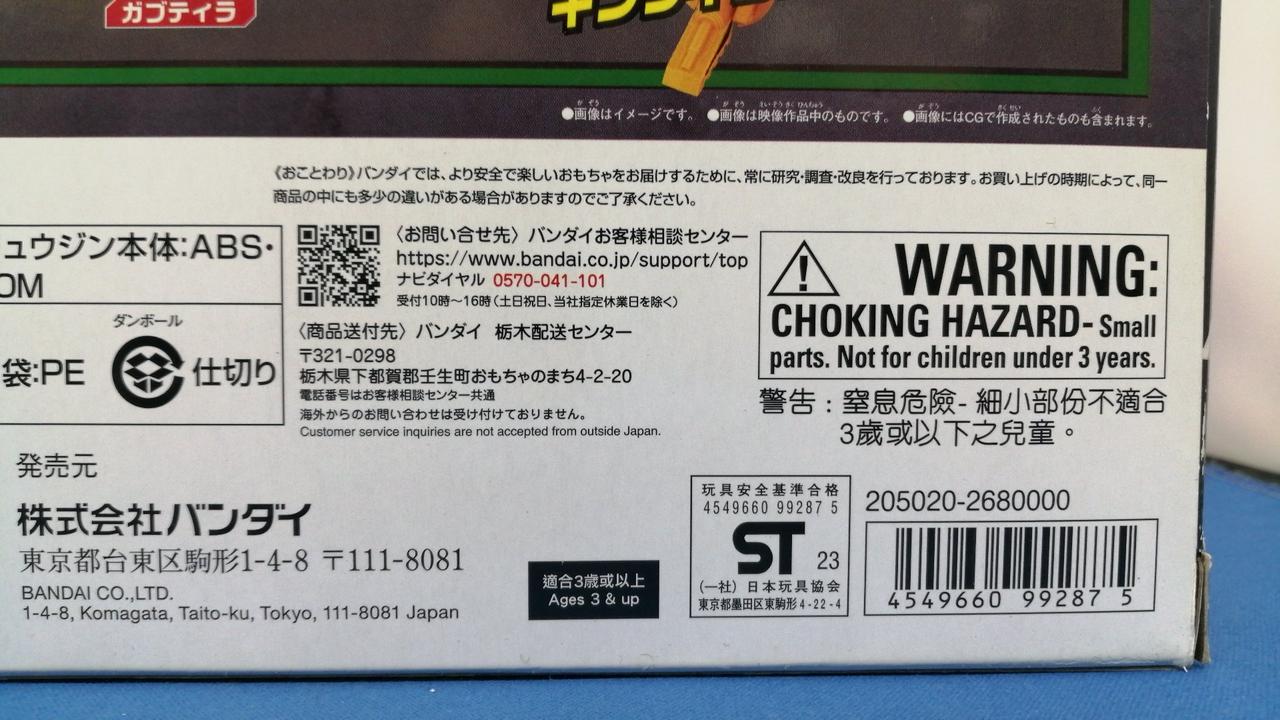 ガブティラ
●画像はイメージです。 ●画像は映像作品中のものです。 ●画像にはCGで作成されたものも含まれます。
《おことわり》バンダイでは、より安全で楽しいおもちゃをお届けするために、常に研究・調査・改良を行っております。お買い上げの時期によって、同一
商品の中にも多少の違いがある場合がありますのでご了承ください。
ュウジン本体:ABS・
OM
ダンボール
袋:PE 仕切り
〈お問い合せ先〉バンダイお客様相談センター
https://www.bandai.co.jp/support/top
ナビダイヤル 0570-041-101
受付10時〜16時(土日祝日、当社指定休業日を除く)
〈商品送付先〉バンダイ 栃木配送センター
〒321-0298
栃木県下都賀郡壬生町おもちゃのまち4-2-20
電話番号はお客様相談センター共通
海外からのお問い合わせは受け付けておりません。
Customer service inquiries are not accepted from outside Japan.
WARNING:
CHOKING HAZARD- Small
parts. Not for children under 3 years.
警告：窒息危險- 細小部份不適合
3歲或以下之兒童。
発売元
株式会社バンダイ
東京都台東区駒形1-4-8 〒111-8081
BANDAI CO.,LTD.
1-4-8, Komagata, Taito-ku, Tokyo, 111-8081 Japan
適合3歲或以上
Ages 3 & up
玩具安全基準合格
4549660 99287 5
ST 23
(一社) 日本玩具協会
東京都墨田区東駒形4-22-4
205020-2680000
4549660 99287 5